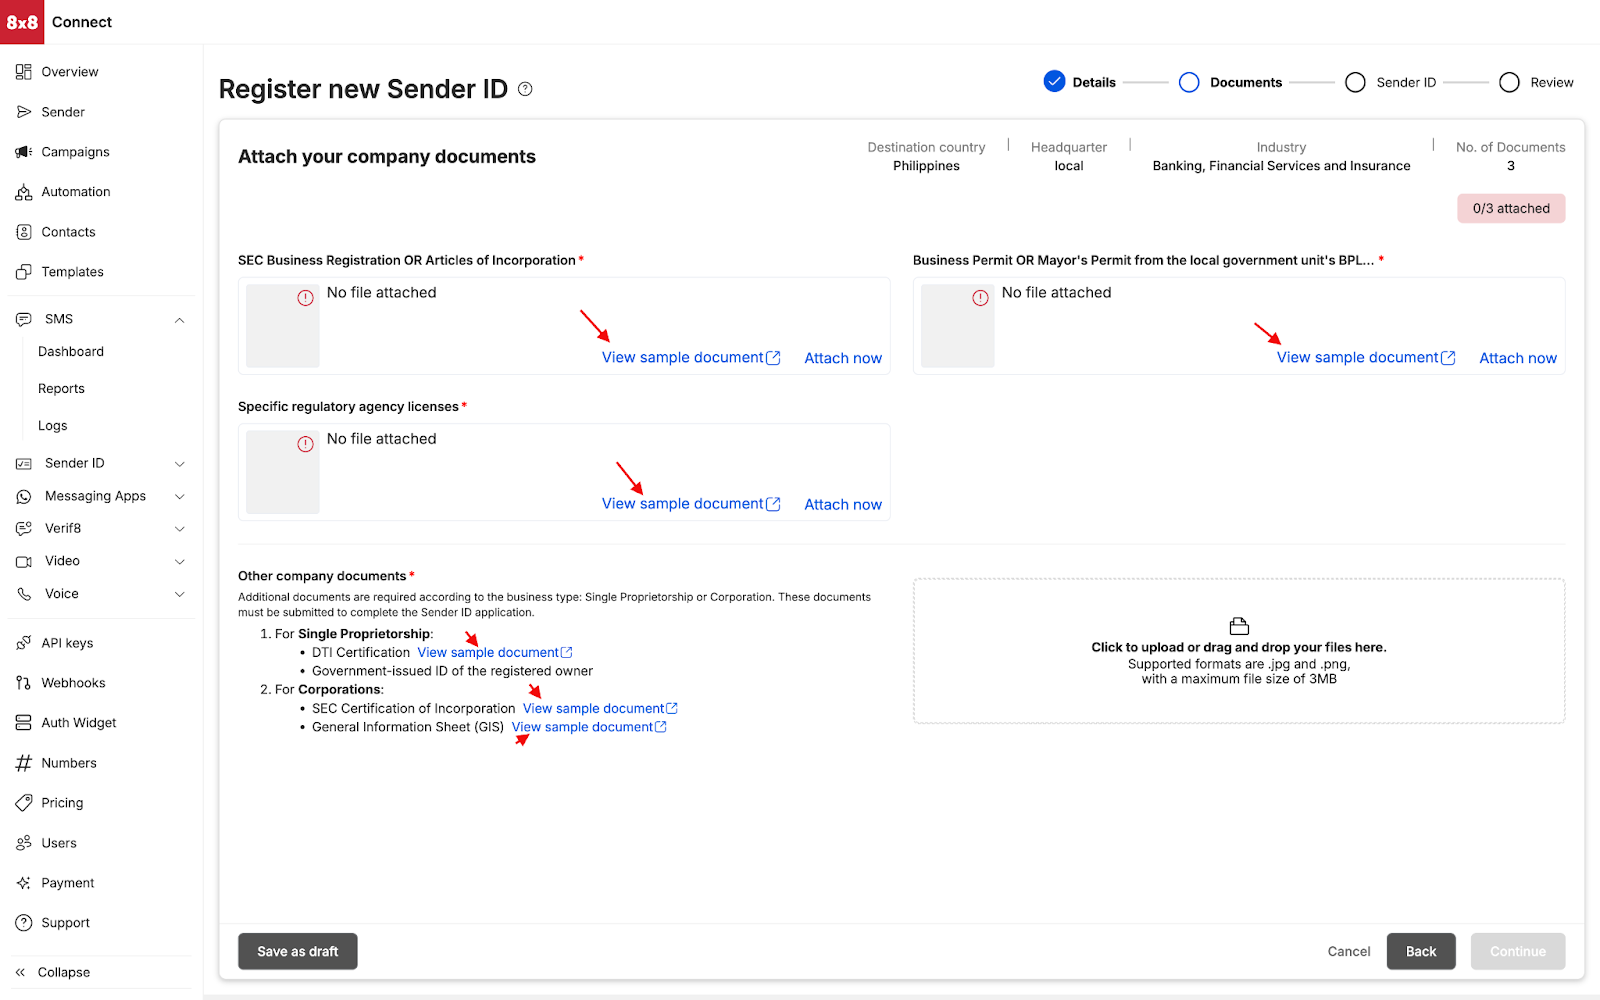 8x8 Connect
Overview
Sender
Campaigns
Automation
Contacts
Templates
SMS
Dashboard
Reports
Logs
Sender ID
Messaging Apps
Verif8
Video
Voice
API keys
Webhooks
Auth Widget
Numbers
Pricing
Users
Payment
Support
Collapse
Register new Sender ID
Details
Documents
Sender ID
Review
Attach your company documents
Destination country
Philippines
Headquarter
local
Industry
Banking, Financial Services and Insurance
No. of Documents
3
0/3 attached
SEC Business Registration OR Articles of Incorporation *
No file attached
View sample document
Attach now
Business Permit OR Mayor's Permit from the local government unit's BPL... *
No file attached
View sample document
Attach now
Specific regulatory agency licenses *
No file attached
View sample document
Attach now
Other company documents *
Additional documents are required according to the business type: Single Proprietorship or Corporation. These documents
must be submitted to complete the Sender ID application.
1. For Single Proprietorship:
• DTI Certification View sample document
• Government-issued ID of the registered owner
2. For Corporations:
• SEC Certification of Incorporation View sample document
• General Information Sheet (GIS) View sample document
Click to upload or drag and drop your files here.
Supported formats are .jpg and .png,
with a maximum file size of 3MB
Save as draft
Cancel
Back
Continue